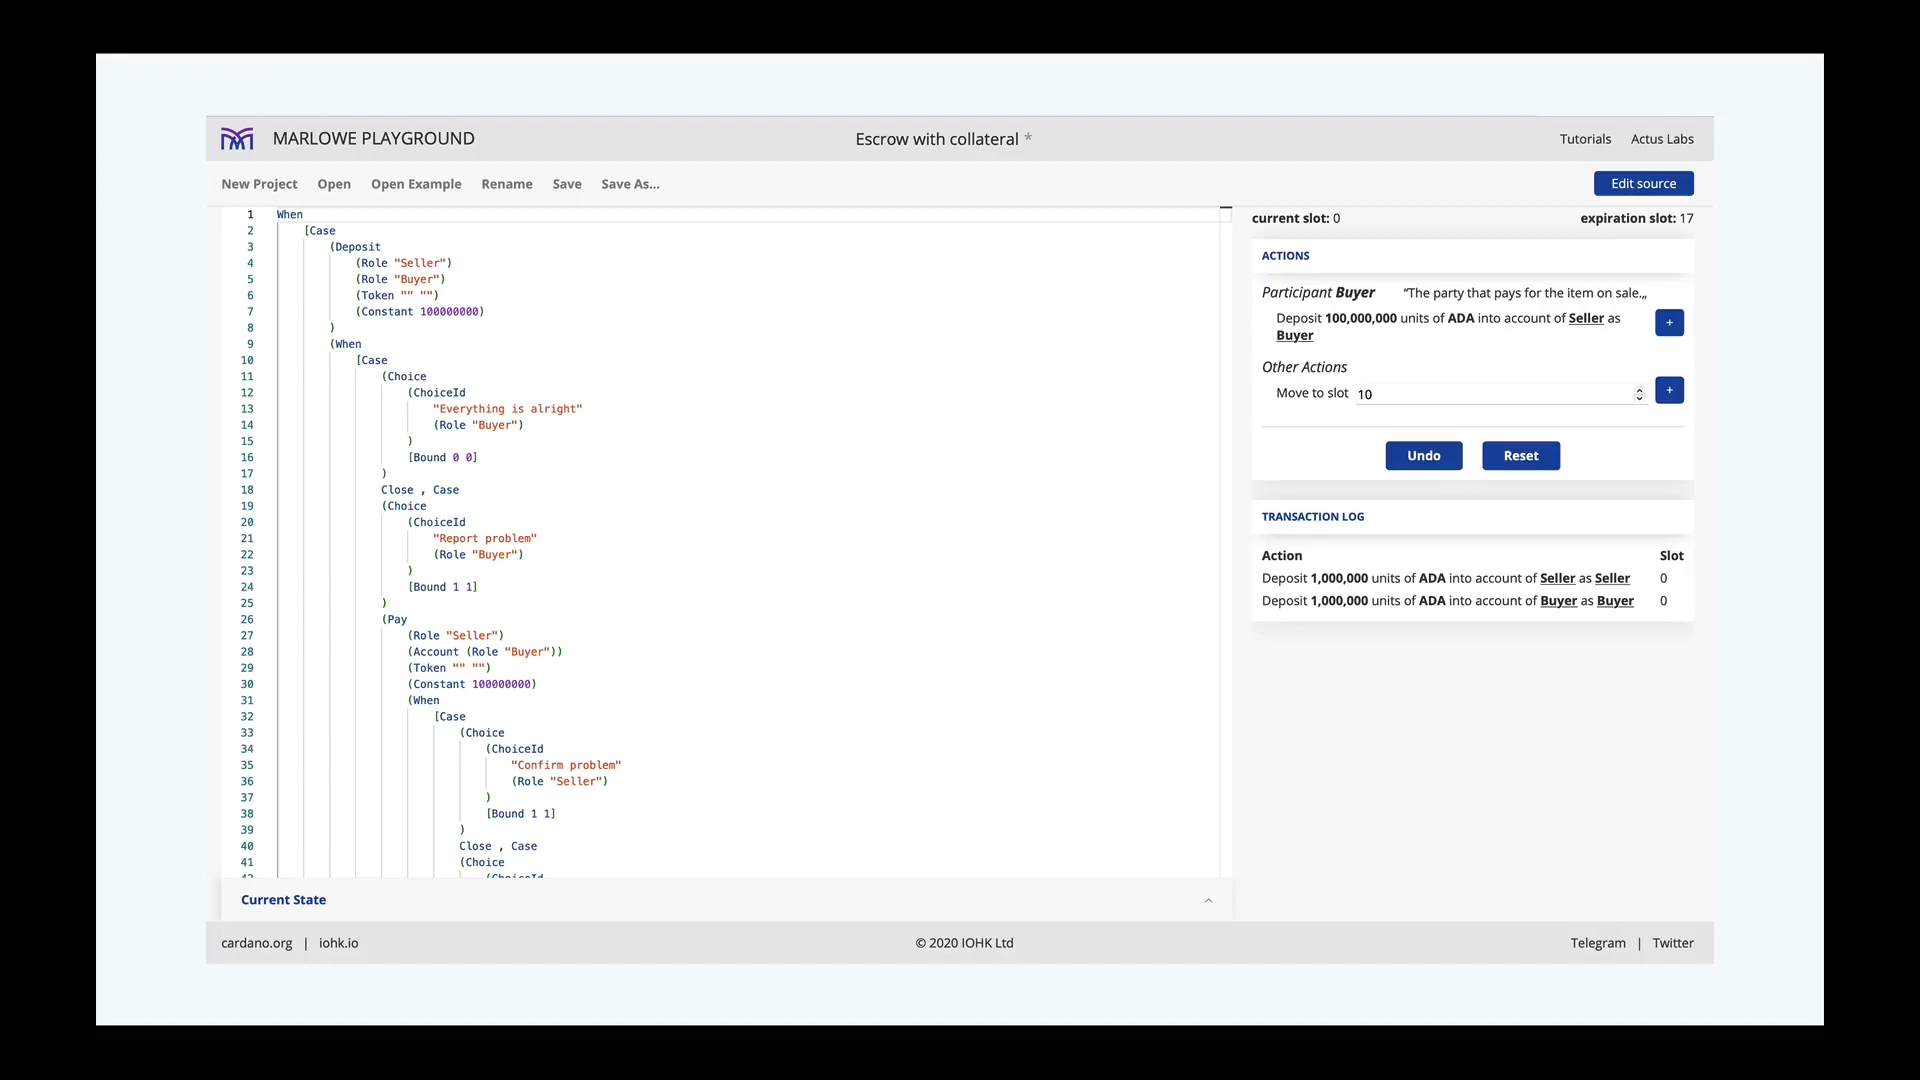 MARLOWE PLAYGROUND
Escrow with collateral *
Tutorials Actus Labs
New Project Open Open Example Rename Save Save As...
Edit source
1 When
2 [Case
3 (Deposit
4 (Role "Seller")
5 (Role "Buyer")
6 (Token "" "")
7 (Constant 100000000)
8 )
9 (When
10 [Case
11 (Choice
12 (ChoiceId
13 "Everything is alright"
14 (Role "Buyer")
15 )
16 [Bound 0 0]
17 )
18 Close , Case
19 (Choice
20 (ChoiceId
21 "Report problem"
22 (Role "Buyer")
23 )
24 [Bound 1 1]
25 )
26 (Pay
27 (Role "Seller")
28 (Account (Role "Buyer"))
29 (Token "" "")
30 (Constant 100000000)
31 (When
32 [Case
33 (Choice
34 (ChoiceId
35 "Confirm problem"
36 (Role "Seller")
37 )
38 [Bound 1 1]
39 )
40 Close , Case
41 (Choice
42 (ChoiceId
Current State
current slot: 0 expiration slot: 17
ACTIONS
Participant Buyer “The party that pays for the item on sale.„
Deposit 100,000,000 units of ADA into account of Seller as
Buyer
+
Other Actions
Move to slot 10
+
Undo Reset
TRANSACTION LOG
Action Slot
Deposit 1,000,000 units of ADA into account of Seller as Seller 0
Deposit 1,000,000 units of ADA into account of Buyer as Buyer 0
cardano.org | iohk.io
© 2020 IOHK Ltd
Telegram | Twitter